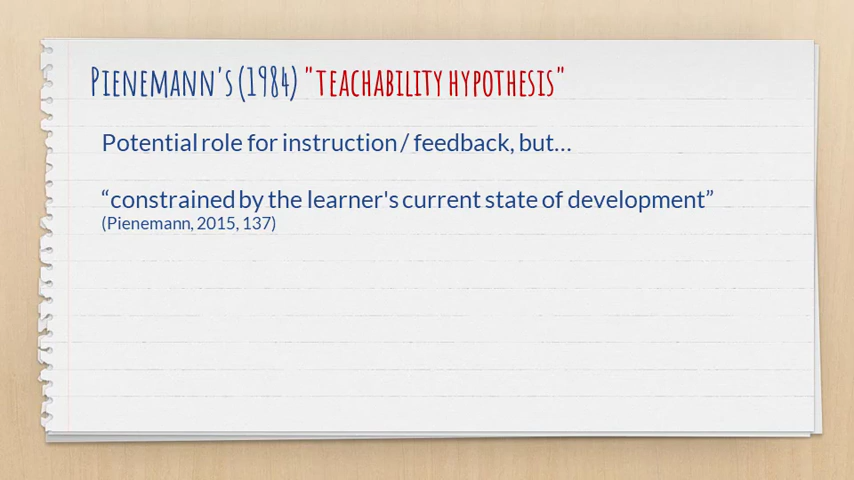 Pienemann's (1984) "teachability hypothesis"
Potential role for instruction / feedback, but…
“constrained by the learner's current state of development”
(Pienemann, 2015, 137)